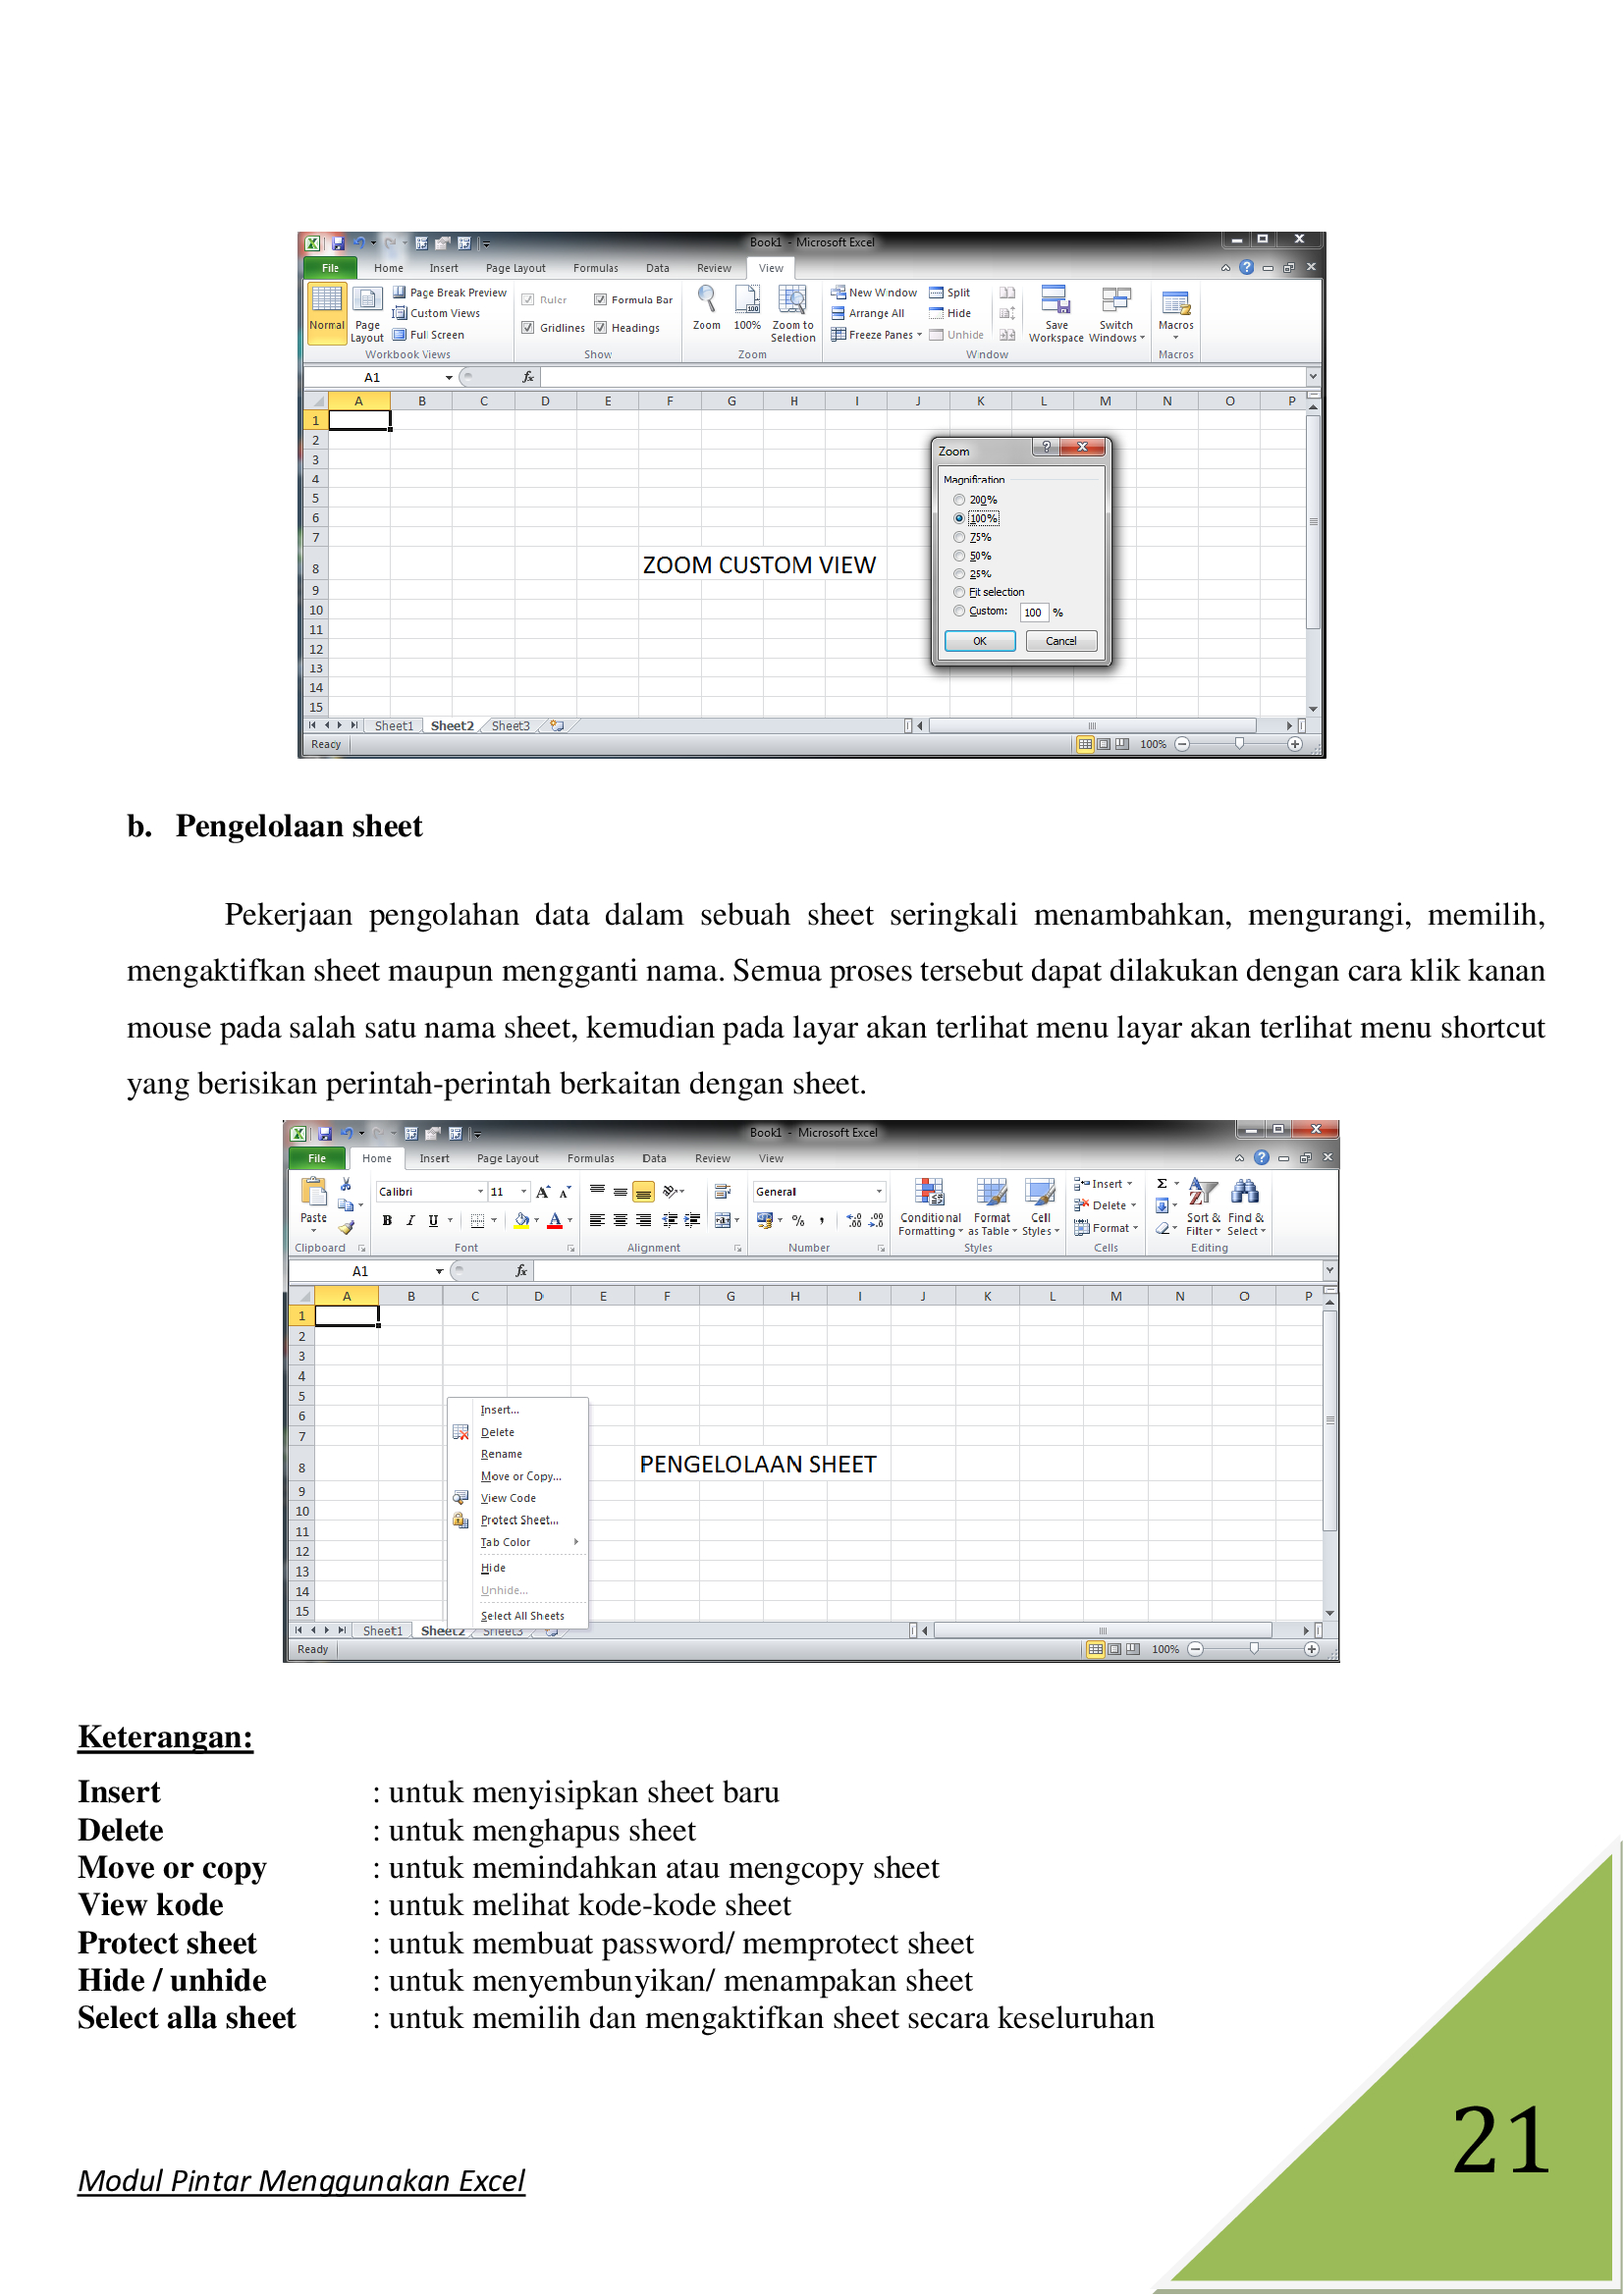 Book1 - Microsoft Excel
File Home Insert Page Layout Formulas Data Review View
Normal Page Layout Page Break Preview Custom Views Full Screen
Workbook Views
Ruler Formula Bar
Gridlines Headings
Show
Zoom 100% Zoom to Selection
Zoom
New Window Arrange All Freeze Panes Split Hide Unhide
Save Workspace Switch Windows
Window
Macros
Macros
A1 fx
A B C D E F G H I J K L M N O P
1
2
3
4
5
6
7
8 ZOOM CUSTOM VIEW
9
10
11
12
13
14
15
Zoom
Magnification
200%
100%
75%
50%
25%
Fit selection
Custom: 100 %
OK Cancel
Sheet1 Sheet2 Sheet3
Ready 100%
b. Pengelolaan sheet
Pekerjaan pengolahan data dalam sebuah sheet seringkali menambahkan, mengurangi, memilih,
mengaktifkan sheet maupun mengganti nama. Semua proses tersebut dapat dilakukan dengan cara klik kanan
mouse pada salah satu nama sheet, kemudian pada layar akan terlihat menu layar akan terlihat menu shortcut
yang berisikan perintah-perintah berkaitan dengan sheet.
Book1 - Microsoft Excel
File Home Insert Page Layout Formulas Data Review View
Paste
Clipboard
Calibri 11
B I U
Font
Alignment
General
Number
Conditional Formatting Format as Table Cell Styles
Styles
Insert
Delete
Format
Cells
Sort & Filter Find & Select
Editing
A1 fx
A B C D E F G H I J K L M N O P
1
2
3
4
5
6
7
8 PENGELOLAAN SHEET
9
10
11
12
13
14
15
Insert...
Delete
Rename
Move or Copy...
View Code
Protect Sheet...
Tab Color
Hide
Unhide...
Select All Sheets
Sheet1 Sheet2 Sheet3
Ready 100%
Keterangan:
Insert : untuk menyisipkan sheet baru
Delete : untuk menghapus sheet
Move or copy : untuk memindahkan atau mengcopy sheet
View kode : untuk melihat kode-kode sheet
Protect sheet : untuk membuat password/ memprotect sheet
Hide / unhide : untuk menyembunyikan/ menampakan sheet
Select alla sheet : untuk memilih dan mengaktifkan sheet secara keseluruhan
21
Modul Pintar Menggunakan Excel